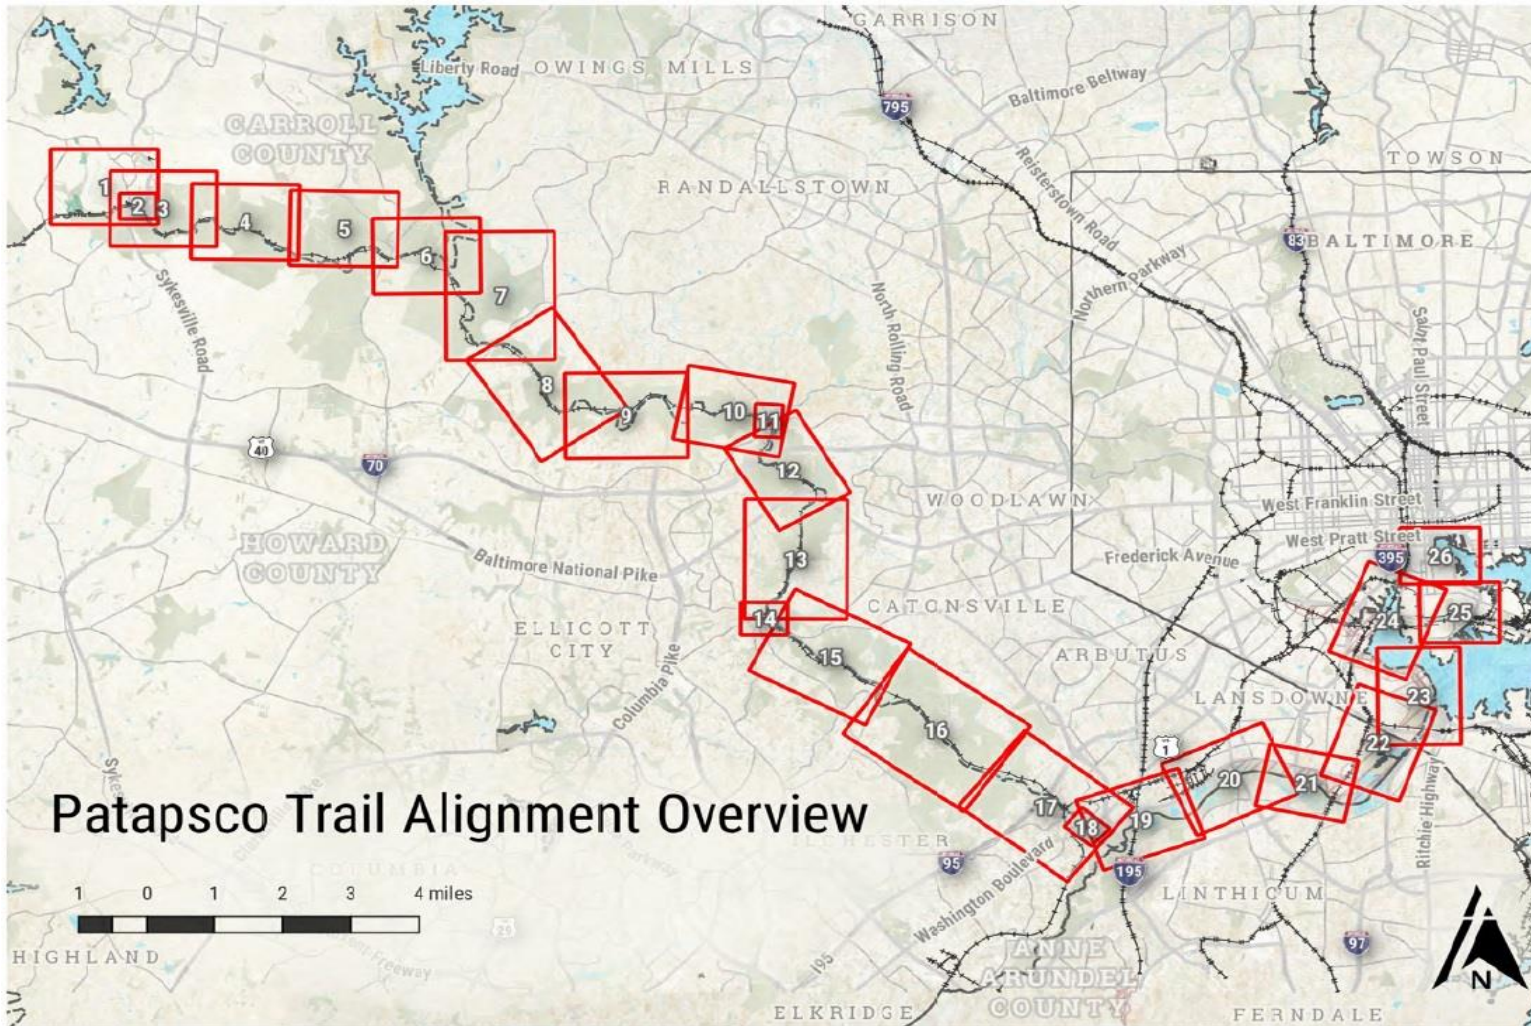 GARRISON
Liberty Road
OWINGS MILLS
Baltimore Beltway
795
CARROLL
COUNTY
Reisterstown Road
TOWSON
RANDALLSTOWN
1
2
3
4
5
6
7
83
BALTIMORE
Northern Parkway
Sykesville Road
North Rolling Road
Saint Paul Street
8
9
10
11
12
40
70
WOODLAWN
West Franklin Street
West Pratt Street
HOWARD
COUNTY
Baltimore National Pike
Frederick Avenue
395
26
13
14
CATONSVILLE
24
25
ELLICOTT
CITY
Columbia Pike
15
ARBUTUS
LANSDOWNE
23
16
1
22
20
21
Sykes
Patapsco Trail Alignment Overview
17
18
19
Ritchie Highway
95
195
COLUMBIA
Washington Boulevard
LINTHICUM
1
0
1
2
3
4 miles
HIGHLAND
I95
ANNE
ARUNDEL
COUNTY
97
N
ELKRIDGE
FERNDALE